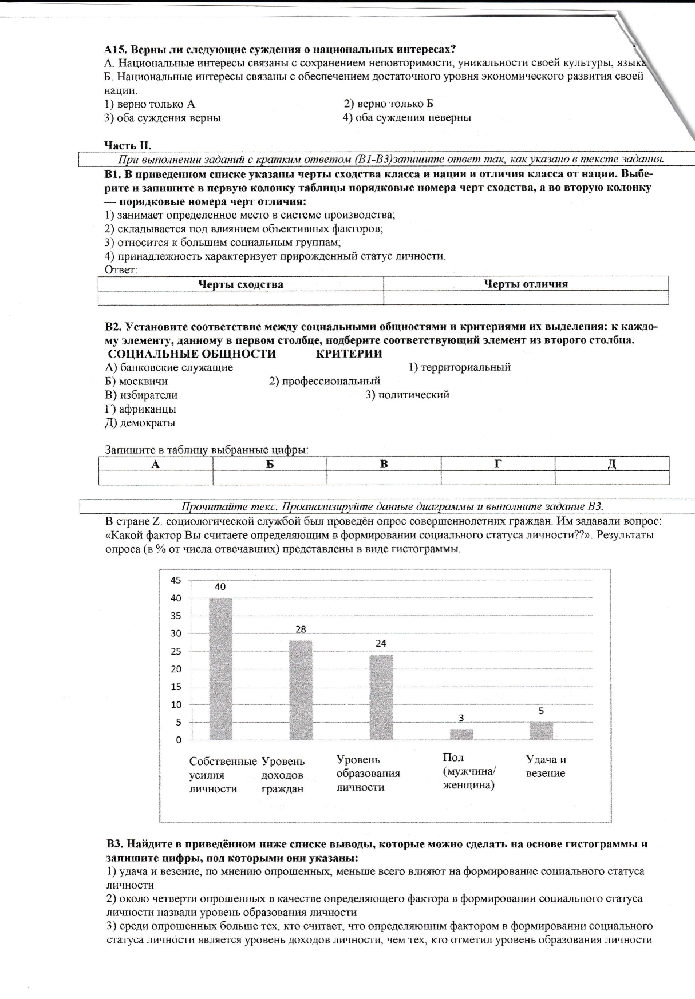 А15. Верны ли следующие суждения о национальных интересах?
А. Национальные интересы связаны с сохранением неповторимости, уникальности своей культуры, языка
Б. Национальные интересы связаны с обеспечением достаточного уровня экономического развития своей
нации.
1) верно только А 2) верно только Б
3) оба суждения верны 4) оба суждения неверны
Часть II.
При выполнении заданий с кратким ответом (В1-В3)запишите ответ так, как указано в тексте задания.
В1. В приведенном списке указаны черты сходства класса и нации и отличия класса от нации. Выбе-
рите и запишите в первую колонку таблицы порядковые номера черт сходства, а во вторую колонку
— порядковые номера черт отличия:
1) занимает определенное место в системе производства;
2) складывается под влиянием объективных факторов;
3) относится к большим социальным группам;
4) принадлежность характеризует прирожденный статус личности.
Ответ:
Черты сходства Черты отличия
В2. Установите соответствие между социальными общностями и критериями их выделения: к каждо-
му элементу, данному в первом столбце, подберите соответствующий элемент из второго столбца.
СОЦИАЛЬНЫЕ ОБЩНОСТИ КРИТЕРИИ
А) банковские служащие 1) территориальный
Б) москвичи 2) профессиональный
В) избиратели 3) политический
Г) африканцы
Д) демократы
Запишите в таблицу выбранные цифры:
А Б В Г Д
Прочитайте текс. Проанализируйте данные диаграммы и выполните задание В3.
В стране Z. социологической службой был проведён опрос совершеннолетних граждан. Им задавали вопрос:
«Какой фактор Вы считаете определяющим в формировании социального статуса личности??». Результаты
опроса (в % от числа отвечавших) представлены в виде гистограммы.
45
40
35
30
25
20
15
10
5
0
40
28
24
3
5
Собственные усилия личности
Уровень доходов граждан
Уровень образования личности
Пол (мужчина/ женщина)
Удача и везение
В3. Найдите в приведённом ниже списке выводы, которые можно сделать на основе гистограммы и
запишите цифры, под которыми они указаны:
1) удача и везение, по мнению опрошенных, меньше всего влияют на формирование социального статуса
личности
2) около четверти опрошенных в качестве определяющего фактора в формировании социального статуса
личности назвали уровень образования личности
3) среди опрошенных больше тех, кто считает, что определяющим фактором в формировании социального
статуса личности является уровень доходов личности, чем тех, кто отметил уровень образования личности